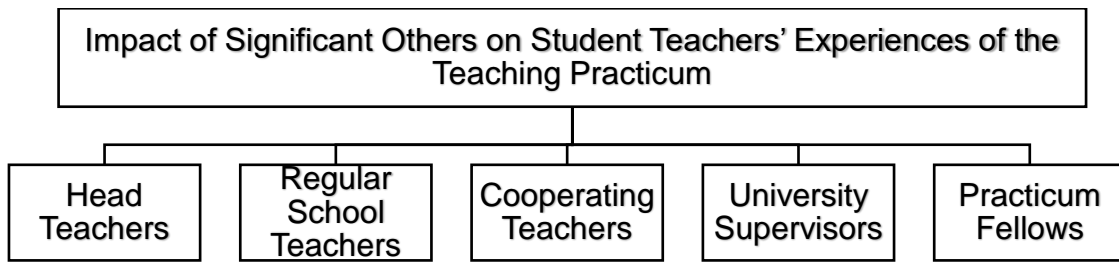 Impact of Significant Others on Student Teachers’ Experiences of the
Teaching Practicum
Head
Teachers
Regular
School
Teachers
Cooperating
Teachers
University
Supervisors
Practicum
Fellows